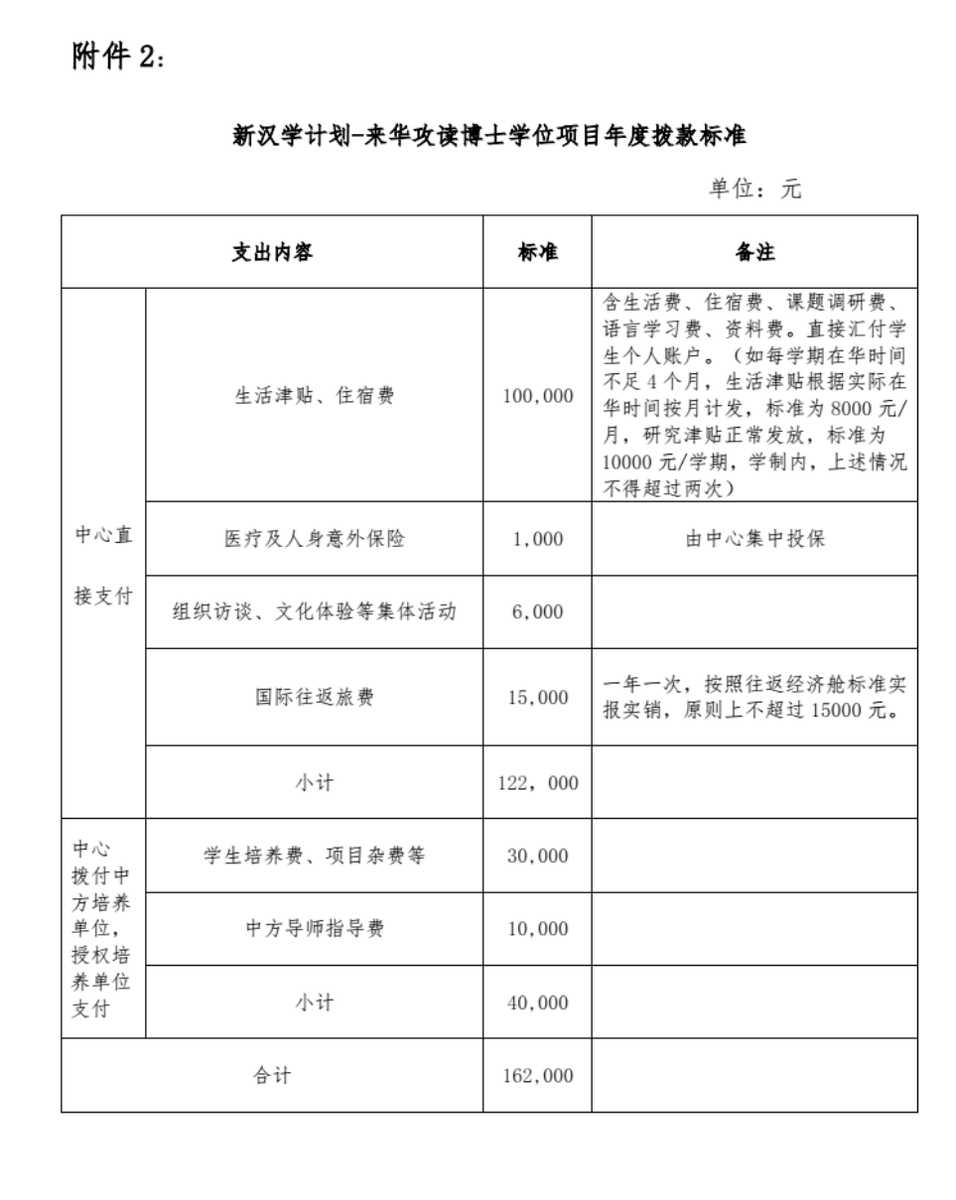 附件 2：
新汉学计划-来华攻读博士学位项目年度拨款标准
单位：元
支出内容
标准
备注
中心直
接支付
生活津贴、住宿费
100,000
含生活费、住宿费、课题调研费、
语言学习费、资料费。直接汇付学
生个人账户。（如每学期在华时间
不足 4 个月，生活津贴根据实际在
华时间按月计发，标准为 8000 元/
月，研究津贴正常发放，标准为
10000 元/学期，学制内，上述情况
不得超过两次）
医疗及人身意外保险
1,000
由中心集中投保
组织访谈、文化体验等集体活动
6,000
国际往返旅费
15,000
一年一次，按照往返经济舱标准实
报实销，原则上不超过 15000 元。
小计
122，000
中心
拨付中
方培养
单位，
授权培
养单位
支付
学生培养费、项目杂费等
30,000
中方导师指导费
10,000
小计
40,000
合计
162,000